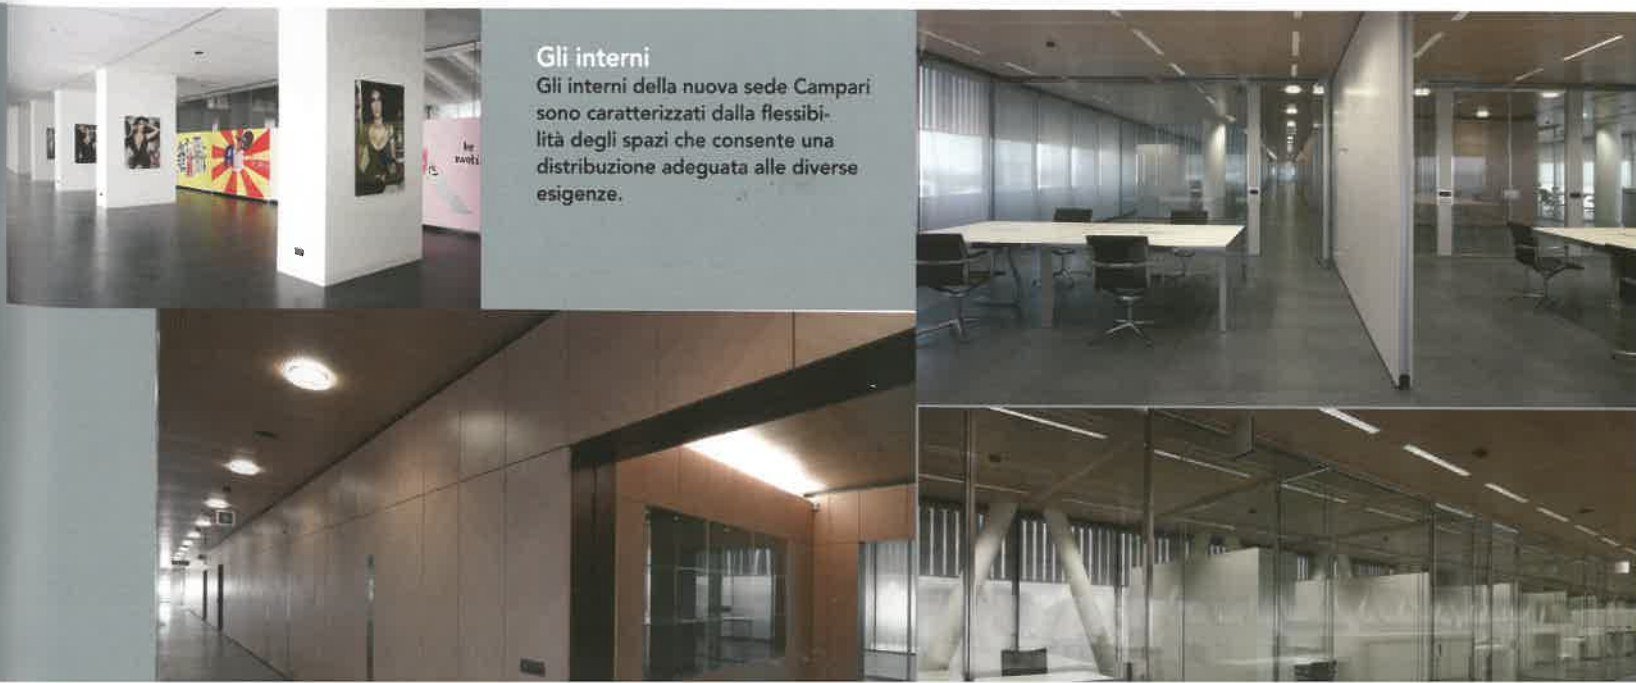 Gli interni
Gli interni della nuova sede Campari
sono caratterizzati dalla flessibi-
lità degli spazi che consente una
distribuzione adeguata alle diverse
esigenze.